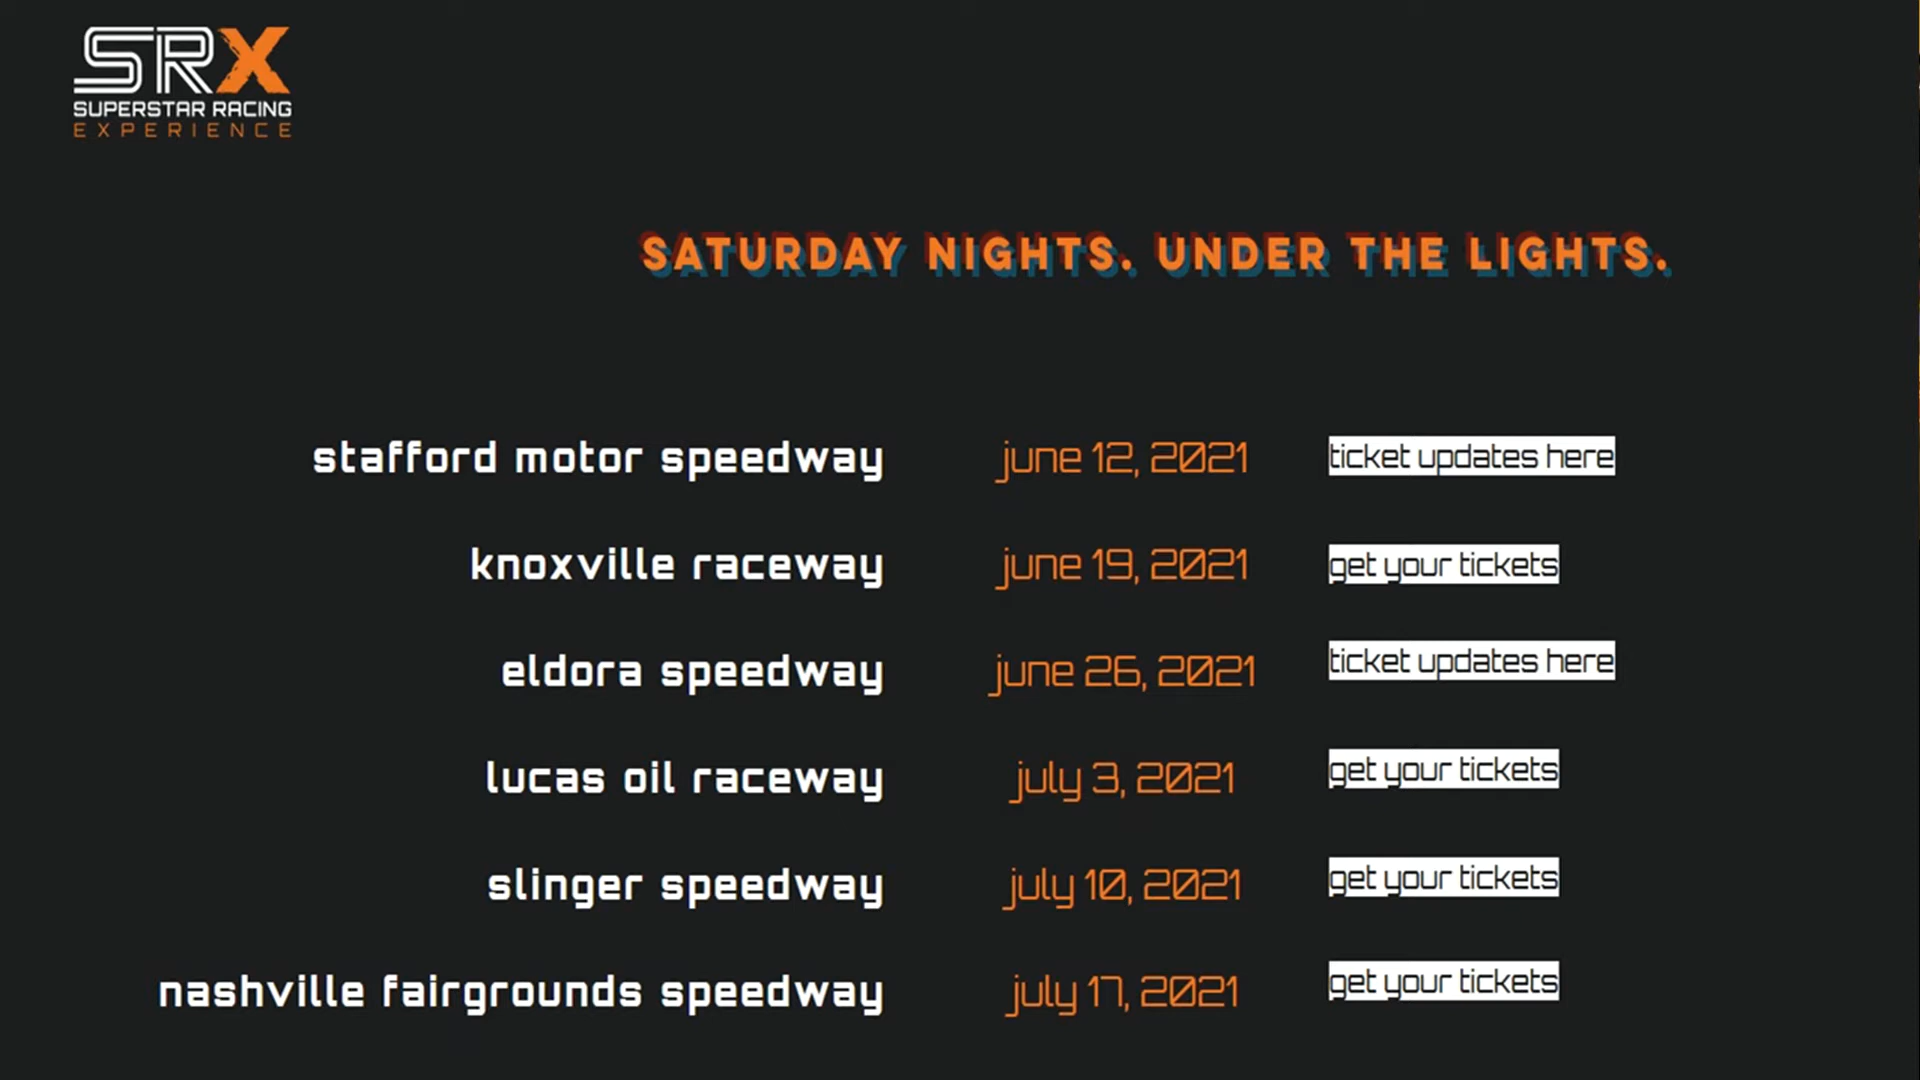 SRX
SUPERSTAR RACING
EXPERIENCE
SATURDAY NIGHTS. UNDER THE LIGHTS.
stafford motor speedway june 12, 2021 ticket updates here
knoxville raceway june 19, 2021 get your tickets
eldora speedway june 26, 2021 ticket updates here
lucas oil raceway july 3, 2021 get your tickets
slinger speedway july 10, 2021 get your tickets
nashville fairgrounds speedway july 17, 2021 get your tickets